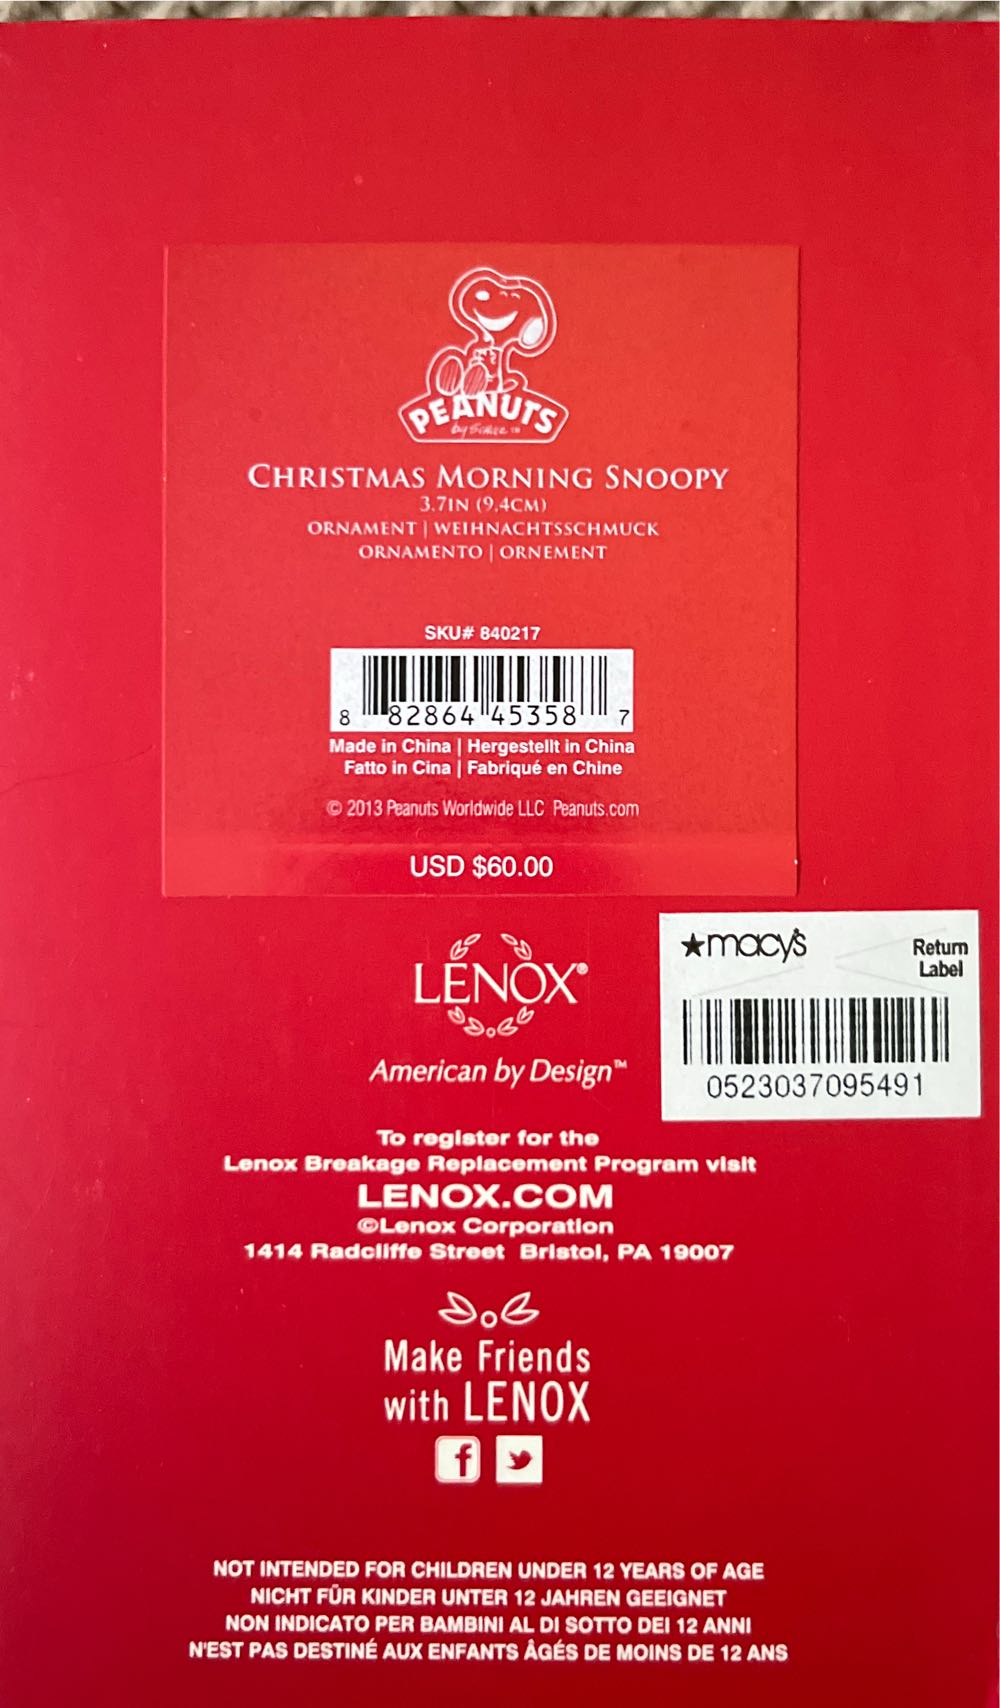 PEANUTS
by Schulz ™
CHRISTMAS MORNING SNOOPY
3.7IN (9.4CM)
ORNAMENT | WEIHNACHTSSCHMUCK
ORNAMENTO | ORNEMENT
SKU# 840217
8 82864 45358 7
Made in China | Hergestellt in China
Fatto in Cina | Fabriqué en Chine
© 2013 Peanuts Worldwide LLC Peanuts.com
USD $60.00
★macy's
Return
Label
0523037095491
LENOX®
American by Design™
To register for the
Lenox Breakage Replacement Program visit
LENOX.COM
©Lenox Corporation
1414 Radcliffe Street Bristol, PA 19007
Make Friends
with LENOX
f
NOT INTENDED FOR CHILDREN UNDER 12 YEARS OF AGE
NICHT FÜR KINDER UNTER 12 JAHREN GEEIGNET
NON INDICATO PER BAMBINI AL DI SOTTO DEI 12 ANNI
N'EST PAS DESTINÉ AUX ENFANTS ÂGÉS DE MOINS DE 12 ANS